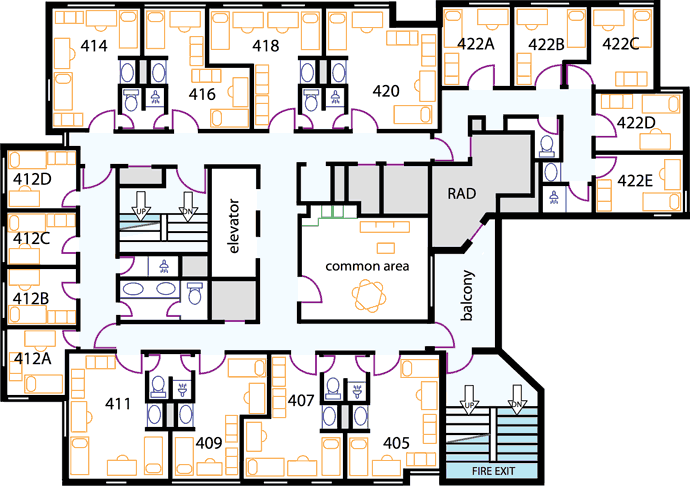 414
416
418
420
422A
422B
422C
422D
422E
412D
412C
412B
412A
UP
DN
elevator
RAD
common area
balcony
411
409
407
405
UP
DN
FIRE EXIT